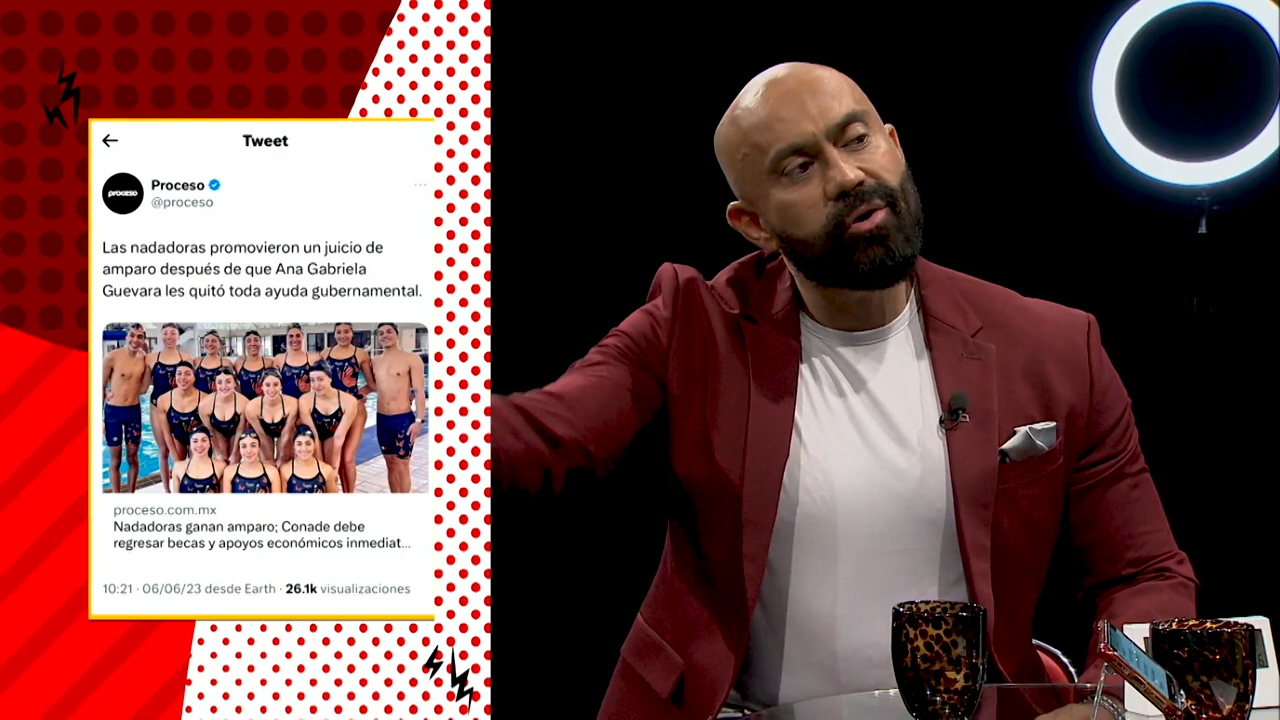 Tweet
proceso
Proceso
@proceso
Las nadadoras promovieron un juicio de
amparo después de que Ana Gabriela
Guevara les quitó toda ayuda gubernamental.
proceso.com.mx
Nadadoras ganan amparo; Conade debe
regresar becas y apoyos económicos inmediat...
10:21 · 06/06/23 desde Earth · 26.1k visualizaciones